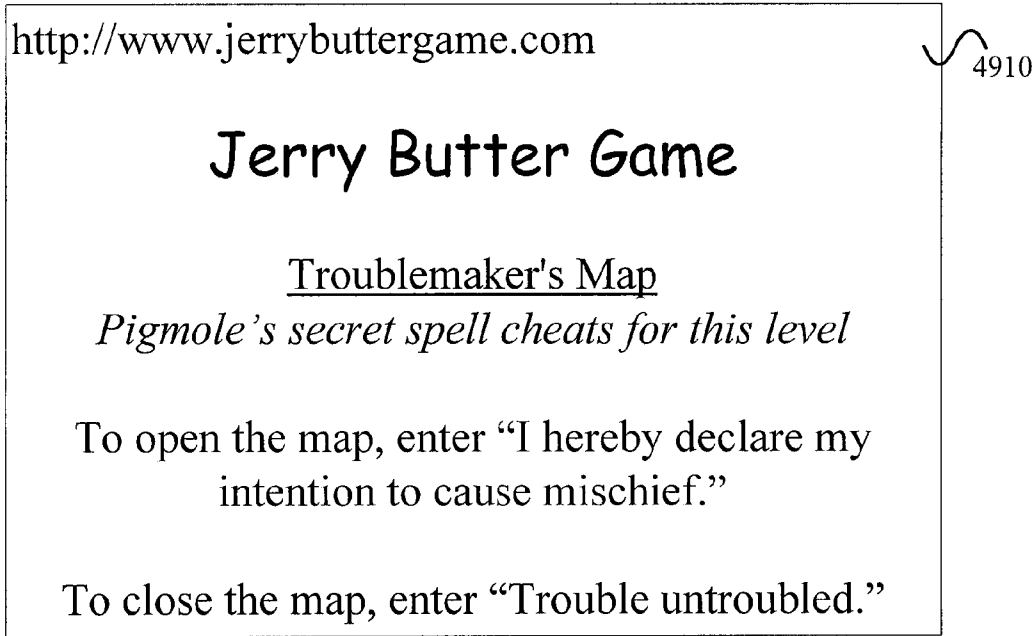 http://www.jerrybuttergame.com
4910
Jerry Butter Game
Troublemaker's Map
Pigmole's secret spell cheats for this level
To open the map, enter “I hereby declare my
intention to cause mischief.”
To close the map, enter “Trouble untroubled.”